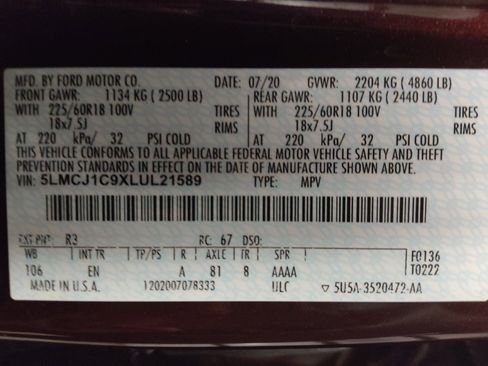 MFD. BY FORD MOTOR CO. DATE: 07/20 GVWR: 2204 KG ( 4860 LB)
FRONT GAWR: 1134 KG ( 2500 LB) REAR GAWR: 1107 KG ( 2440 LB)
WITH 225/60R18 100V TIRES WITH 225/60R18 100V TIRES
18x7.5J RIMS 18x7.5J RIMS
AT 220 kPa/ 32 PSI COLD AT 220 kPa/ 32 PSI COLD
THIS VEHICLE CONFORMS TO ALL APPLICABLE FEDERAL MOTOR VEHICLE SAFETY AND THEFT
PREVENTION STANDARDS IN EFFECT ON THE DATE OF MANUFACTURE SHOWN ABOVE.
VIN: 5LMCJ1C9XLUL21589 TYPE: MPV
EXT PNT: R3 RC: 67 DSO:
WB INT TR TP/PS R AXLE TR SPR F0136
106 EN A 81 8 AAAA T0222
MADE IN U.S.A. 1202007078333 ULC ▽ 5U5A-3520472-AA